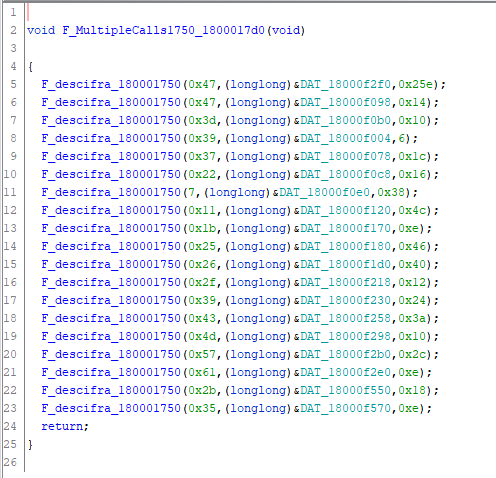 1
2 void F_MultipleCalls1750_1800017d0(void)
3
4 {
5 F_descifra_180001750(0x47,(longlong)&DAT_18000f2f0,0x25e);
6 F_descifra_180001750(0x47,(longlong)&DAT_18000f098,0x14);
7 F_descifra_180001750(0x3d,(longlong)&DAT_18000f0b0,0x10);
8 F_descifra_180001750(0x39,(longlong)&DAT_18000f004,6);
9 F_descifra_180001750(0x37,(longlong)&DAT_18000f078,0x1c);
10 F_descifra_180001750(0x22,(longlong)&DAT_18000f0c8,0x16);
11 F_descifra_180001750(7,(longlong)&DAT_18000f0e0,0x38);
12 F_descifra_180001750(0x11,(longlong)&DAT_18000f120,0x4c);
13 F_descifra_180001750(0x1b,(longlong)&DAT_18000f170,0xe);
14 F_descifra_180001750(0x25,(longlong)&DAT_18000f180,0x46);
15 F_descifra_180001750(0x26,(longlong)&DAT_18000f1d0,0x40);
16 F_descifra_180001750(0x2f,(longlong)&DAT_18000f218,0x12);
17 F_descifra_180001750(0x39,(longlong)&DAT_18000f230,0x24);
18 F_descifra_180001750(0x43,(longlong)&DAT_18000f258,0x3a);
19 F_descifra_180001750(0x4d,(longlong)&DAT_18000f298,0x10);
20 F_descifra_180001750(0x57,(longlong)&DAT_18000f2b0,0x2c);
21 F_descifra_180001750(0x61,(longlong)&DAT_18000f2e0,0xe);
22 F_descifra_180001750(0x2b,(longlong)&DAT_18000f550,0x18);
23 F_descifra_180001750(0x35,(longlong)&DAT_18000f570,0xe);
24 return;
25 }
26